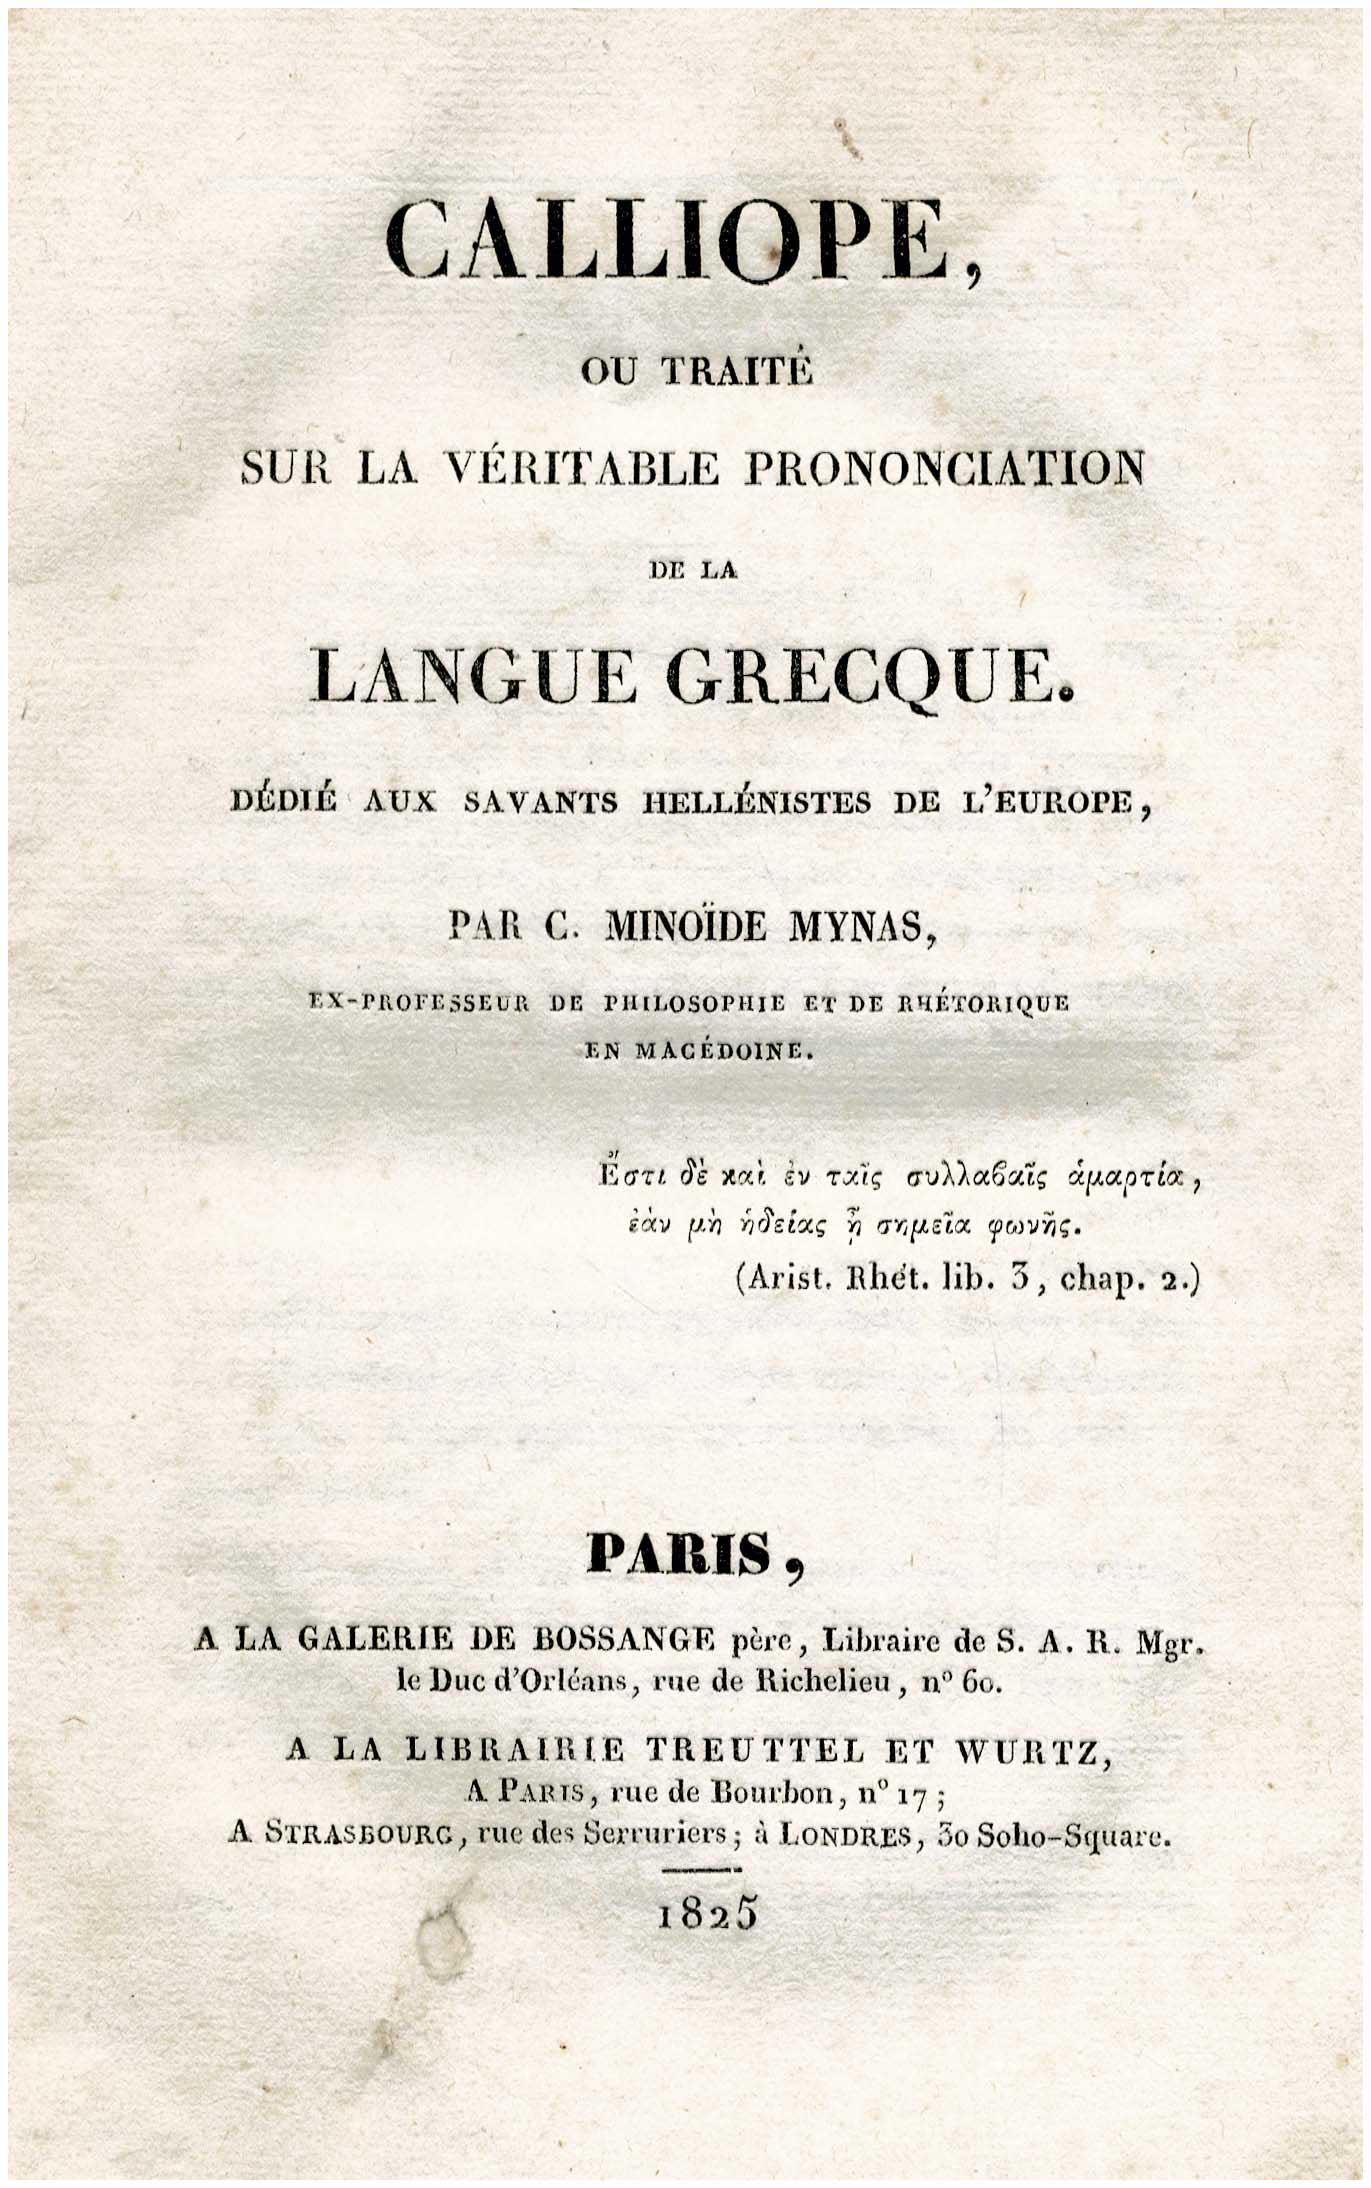 CALLIOPE,
OU TRAITÉ
SUR LA VÉRITABLE PRONONCIATION
DE LA
LANGUE GRECQUE.
DÉDIÉ AUX SAVANTS HELLÉNISTES DE L'EUROPE,
PAR C. MINOÏDE MYNAS,
EX-PROFESSEUR DE PHILOSOPHIE ET DE RHÉTORIQUE
EN MACÉDOINE.
Ἔστι δὲ καὶ ἐν ταῖς συλλαϐαῖς ἁμαρτία,
ἐὰν μὴ ἡδείας ᾖ σημεῖα φωνῆς.
(Arist. Rhét. lib. 3, chap. 2.)
PARIS,
A LA GALERIE DE BOSSANGE père, Libraire de S. A. R. Mgr.
le Duc d'Orléans, rue de Richelieu, nº 60.
A LA LIBRAIRIE TREUTTEL ET WURTZ,
A PARIS, rue de Bourbon, nº 17;
A STRASBOURG, rue des Serruriers; à LONDRES, 30 Soho-Square.
1825